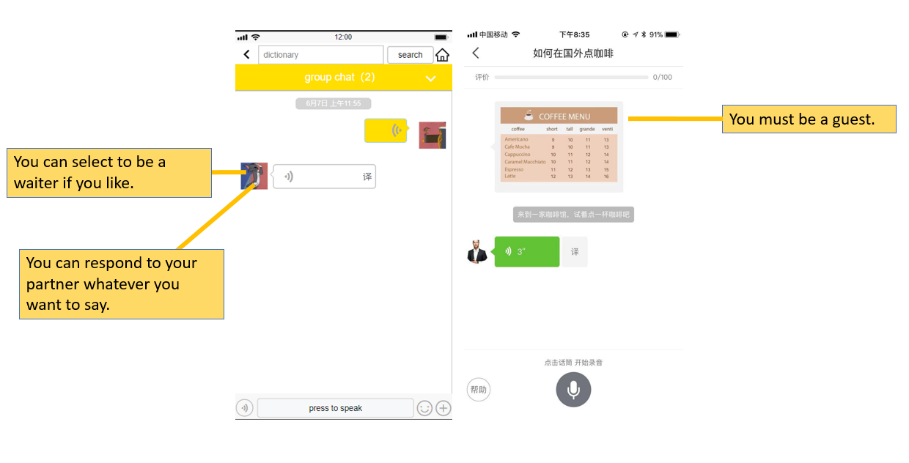 12:00
dictionary
search
group chat（2）
6月7日 上午11:55
译
press to speak
You can select to be a
waiter if you like.
You can respond to your
partner whatever you
want to say.
中国移动
下午8:35
91%
如何在国外点咖啡
评价
0/100
COFFEE MENU
coffee short tall grande venti
Americano 9 10 11 13
Cafe Mocha 9 10 11 13
Cappuccino 10 11 12 14
Caramel Macchiato 10 11 12 14
Espresso 11 12 13 15
Latte 12 13 14 16
来到一家咖啡馆，试着点一杯咖啡吧
3"
译
点击话筒 开始录音
帮助
You must be a guest.